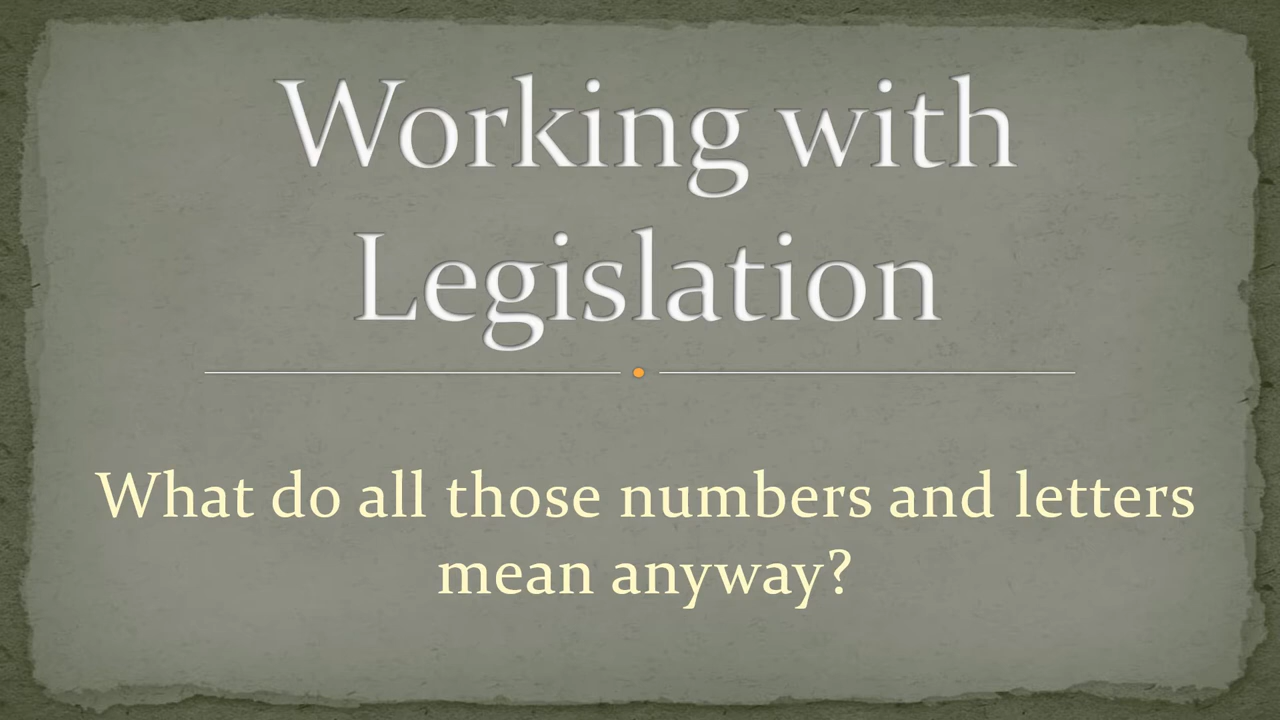 Working with
Legislation
What do all those numbers and letters
mean anyway?